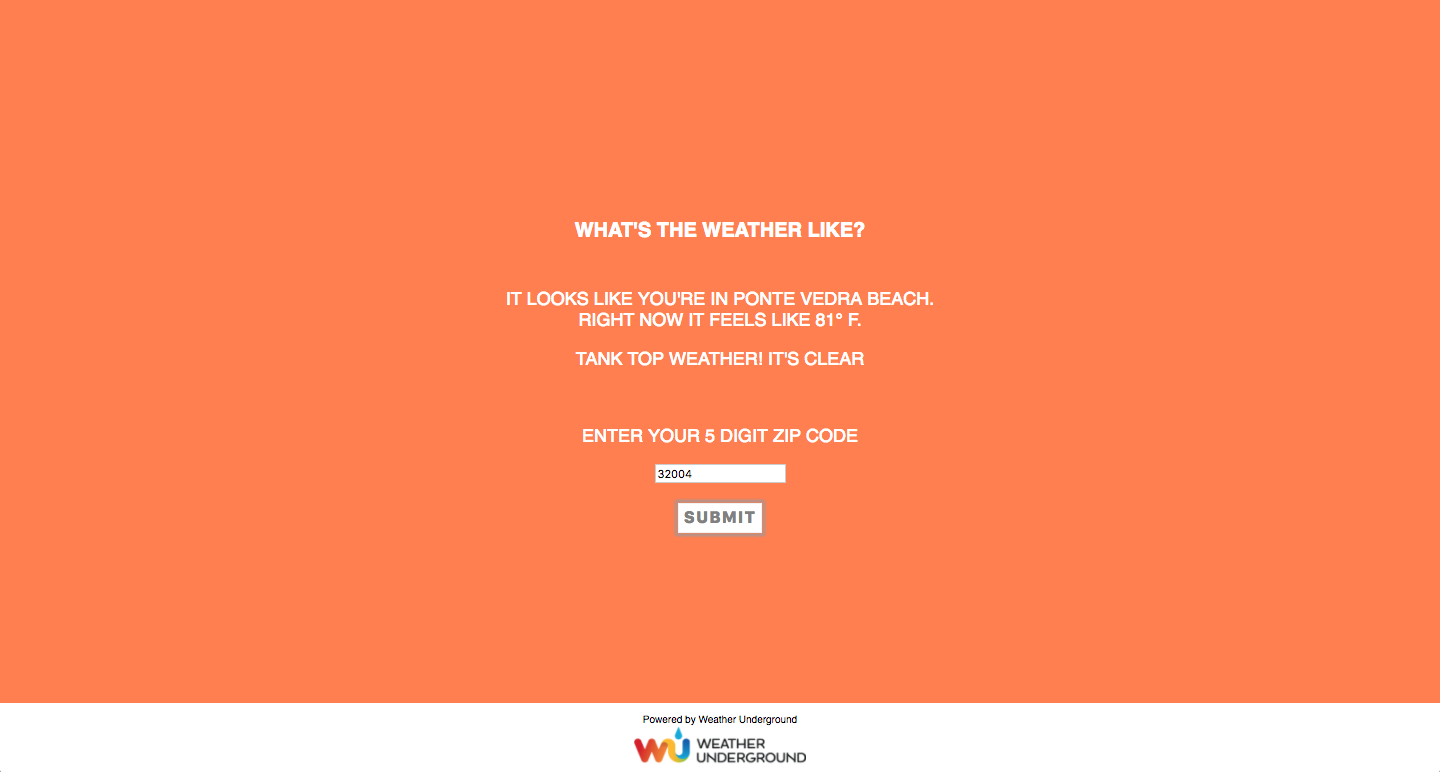 WHAT'S THE WEATHER LIKE?
IT LOOKS LIKE YOU'RE IN PONTE VEDRA BEACH.
RIGHT NOW IT FEELS LIKE 81° F.
TANK TOP WEATHER! IT'S CLEAR
ENTER YOUR 5 DIGIT ZIP CODE
32004
SUBMIT
Powered by Weather Underground
WU WEATHER
UNDERGROUND